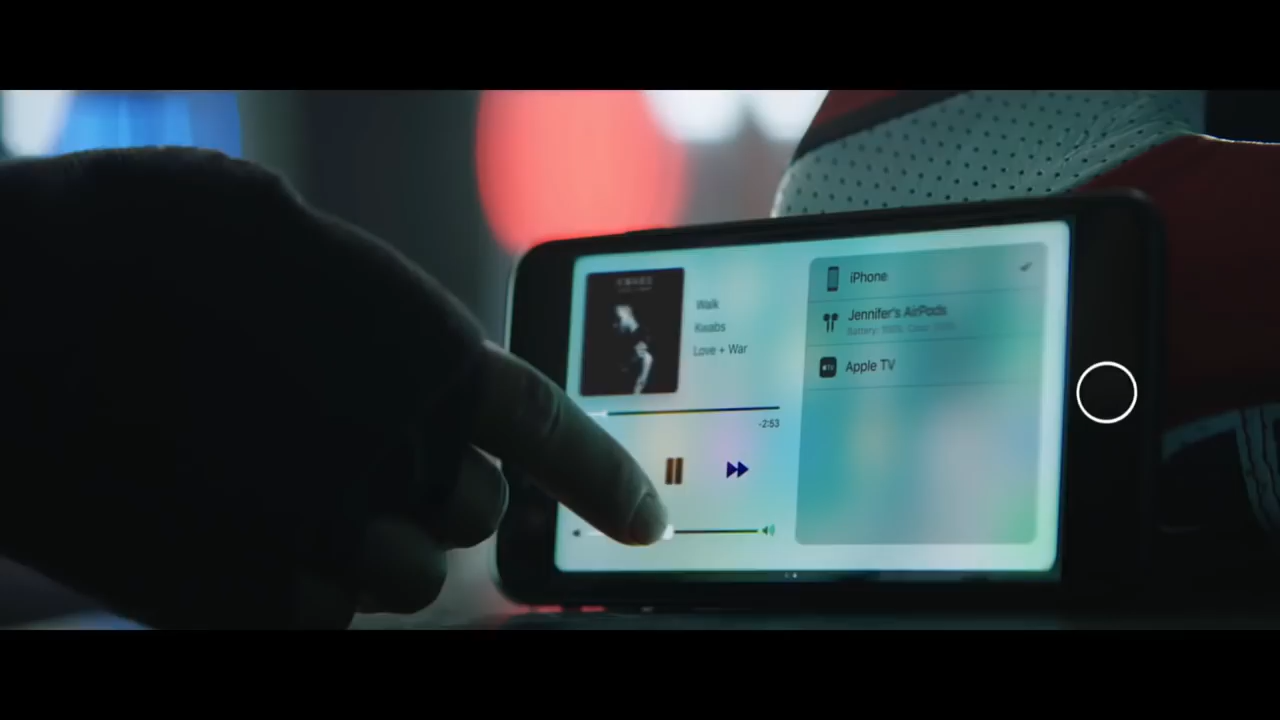 Walk
Kwabs
Love + War
-2:53
iPhone
Jennifer's AirPods
Apple TV